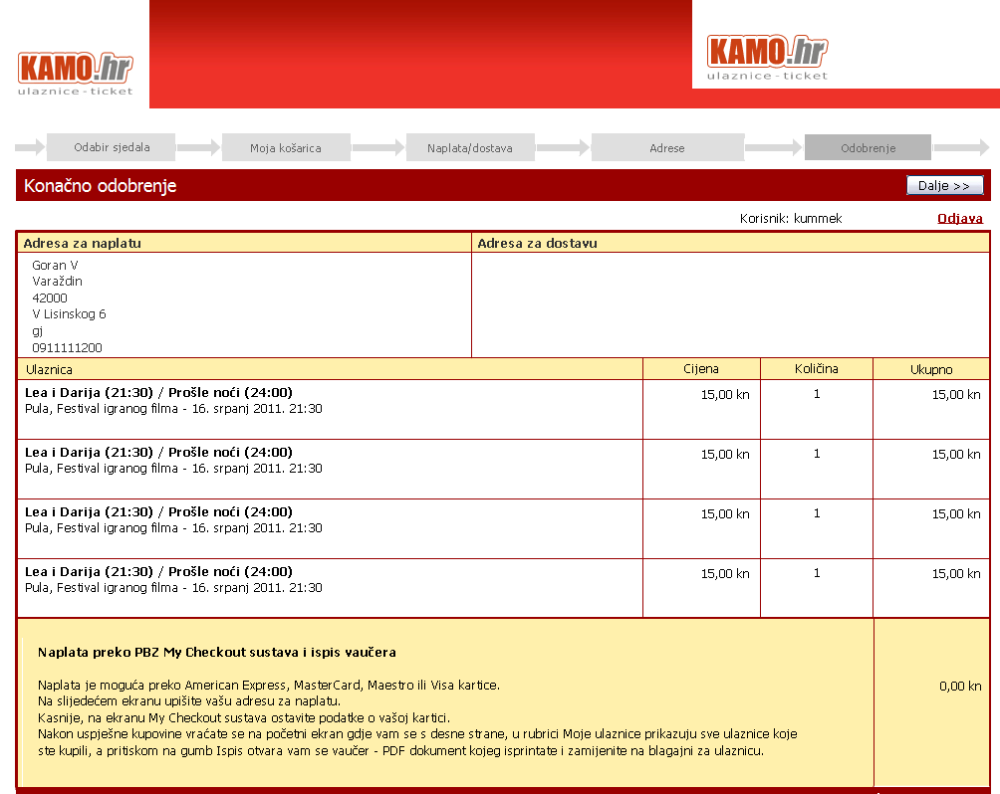 KAMO.hr
ulaznice - ticket
KAMO.hr
ulaznice - ticket
Odabir sjedala
Moja košarica
Naplata/dostava
Adrese
Odobrenje
Konačno odobrenje
Dalje >>
Korisnik: kummek
Odjava
Adresa za naplatu
Adresa za dostavu
Goran V
Varaždin
42000
V Lisinskog 6
gj
0911111200
Ulaznica Cijena Količina Ukupno
Lea i Darija (21:30) / Prošle noći (24:00) 15,00 kn 1 15,00 kn
Pula, Festival igranog filma - 16. srpanj 2011. 21:30
Lea i Darija (21:30) / Prošle noći (24:00) 15,00 kn 1 15,00 kn
Pula, Festival igranog filma - 16. srpanj 2011. 21:30
Lea i Darija (21:30) / Prošle noći (24:00) 15,00 kn 1 15,00 kn
Pula, Festival igranog filma - 16. srpanj 2011. 21:30
Lea i Darija (21:30) / Prošle noći (24:00) 15,00 kn 1 15,00 kn
Pula, Festival igranog filma - 16. srpanj 2011. 21:30
Naplata preko PBZ My Checkout sustava i ispis vaučera
Naplata je moguća preko American Express, MasterCard, Maestro ili Visa kartice. 0,00 kn
Na slijedećem ekranu upišite vašu adresu za naplatu.
Kasnije, na ekranu My Checkout sustava ostavite podatke o vašoj kartici.
Nakon uspješne kupovine vraćate se na početni ekran gdje vam se s desne strane, u rubrici Moje ulaznice prikazuju sve ulaznice koje
ste kupili, a pritiskom na gumb Ispis otvara vam se vaučer - PDF dokument kojeg isprintate i zamijenite na blagajni za ulaznicu.